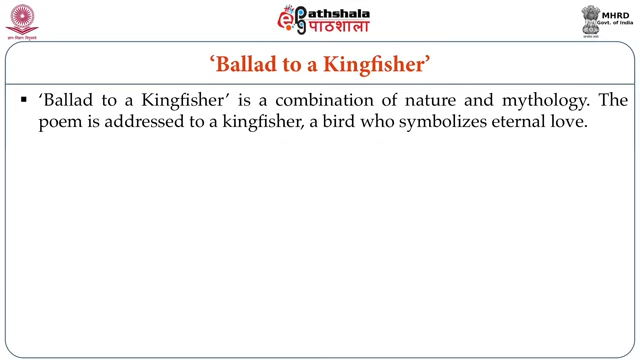 ePathshala
पाठशाला
MHRD
Govt. of India
‘Ballad to a Kingfisher’
▪ ‘Ballad to a Kingfisher’ is a combination of nature and mythology. The
poem is addressed to a kingfisher, a bird who symbolizes eternal love.